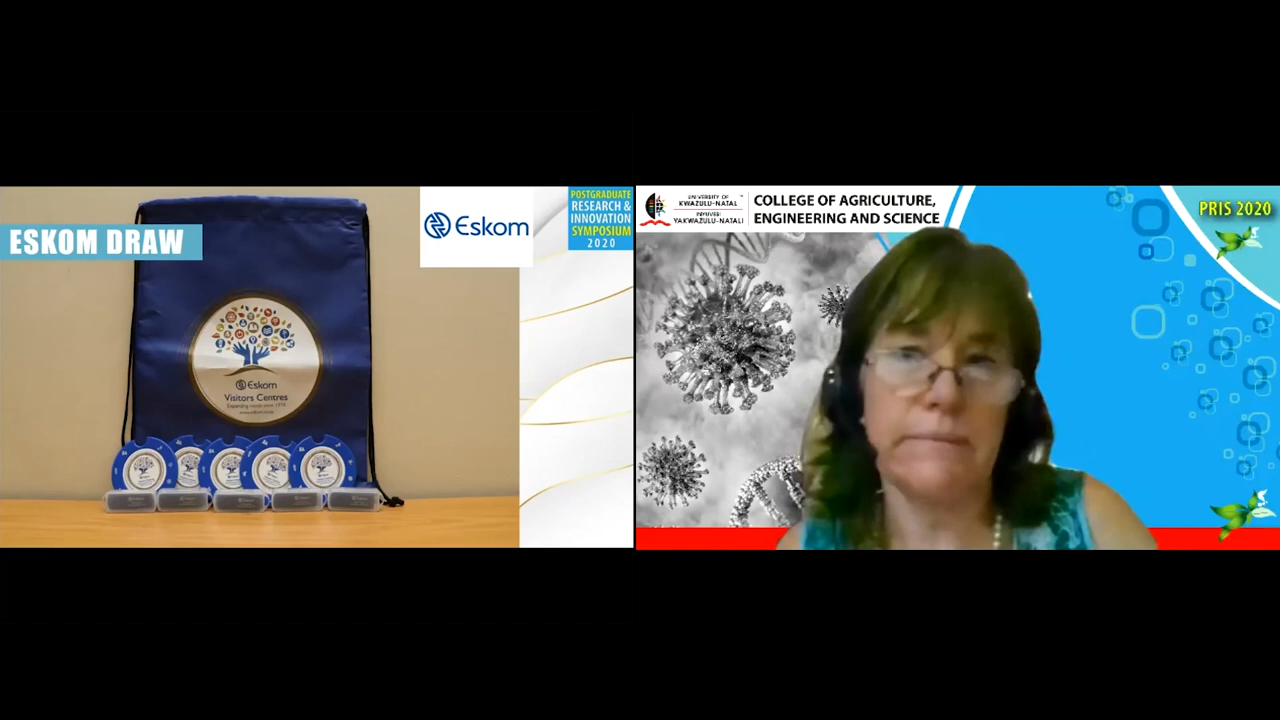 ESKOM DRAW
Eskom
POSTGRADUATE
RESEARCH &
INNOVATION
SYMPOSIUM
2020
Eskom
Visitors Centres
UNIVERSITY OF
KWAZULU-NATAL
INYUVESI
YAKWAZULU-NATALI
COLLEGE OF AGRICULTURE,
ENGINEERING AND SCIENCE
PRIS 2020